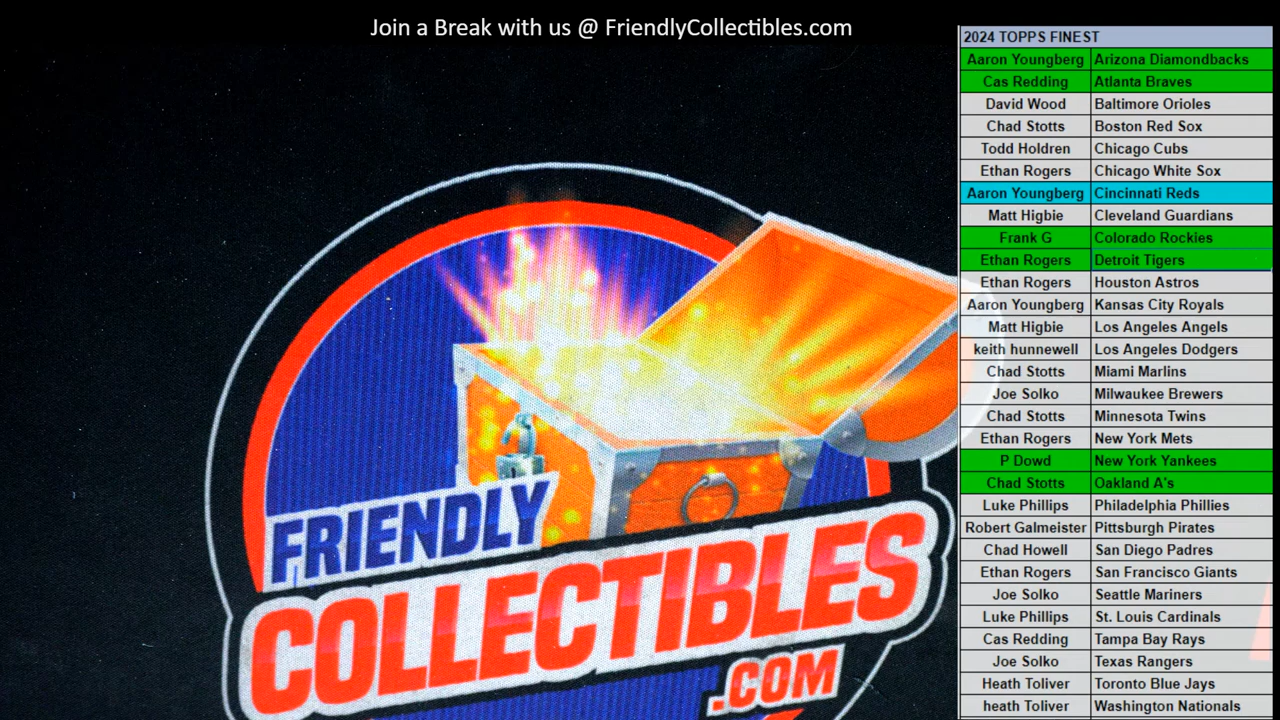 Join a Break with us @ FriendlyCollectibles.com
2024 TOPPS FINEST
Aaron Youngberg Arizona Diamondbacks
Cas Redding Atlanta Braves
David Wood Baltimore Orioles
Chad Stotts Boston Red Sox
Todd Holdren Chicago Cubs
Ethan Rogers Chicago White Sox
Aaron Youngberg Cincinnati Reds
Matt Higbie Cleveland Guardians
Frank G Colorado Rockies
Ethan Rogers Detroit Tigers
Ethan Rogers Houston Astros
Aaron Youngberg Kansas City Royals
Matt Higbie Los Angeles Angels
keith hunnewell Los Angeles Dodgers
Chad Stotts Miami Marlins
Joe Solko Milwaukee Brewers
Chad Stotts Minnesota Twins
Ethan Rogers New York Mets
P Dowd New York Yankees
Chad Stotts Oakland A's
Luke Phillips Philadelphia Phillies
Robert Galmeister Pittsburgh Pirates
Chad Howell San Diego Padres
Ethan Rogers San Francisco Giants
Joe Solko Seattle Mariners
Luke Phillips St. Louis Cardinals
Cas Redding Tampa Bay Rays
Joe Solko Texas Rangers
Heath Toliver Toronto Blue Jays
heath Toliver Washington Nationals
FRIENDLY
COLLECTIBLES
.COM